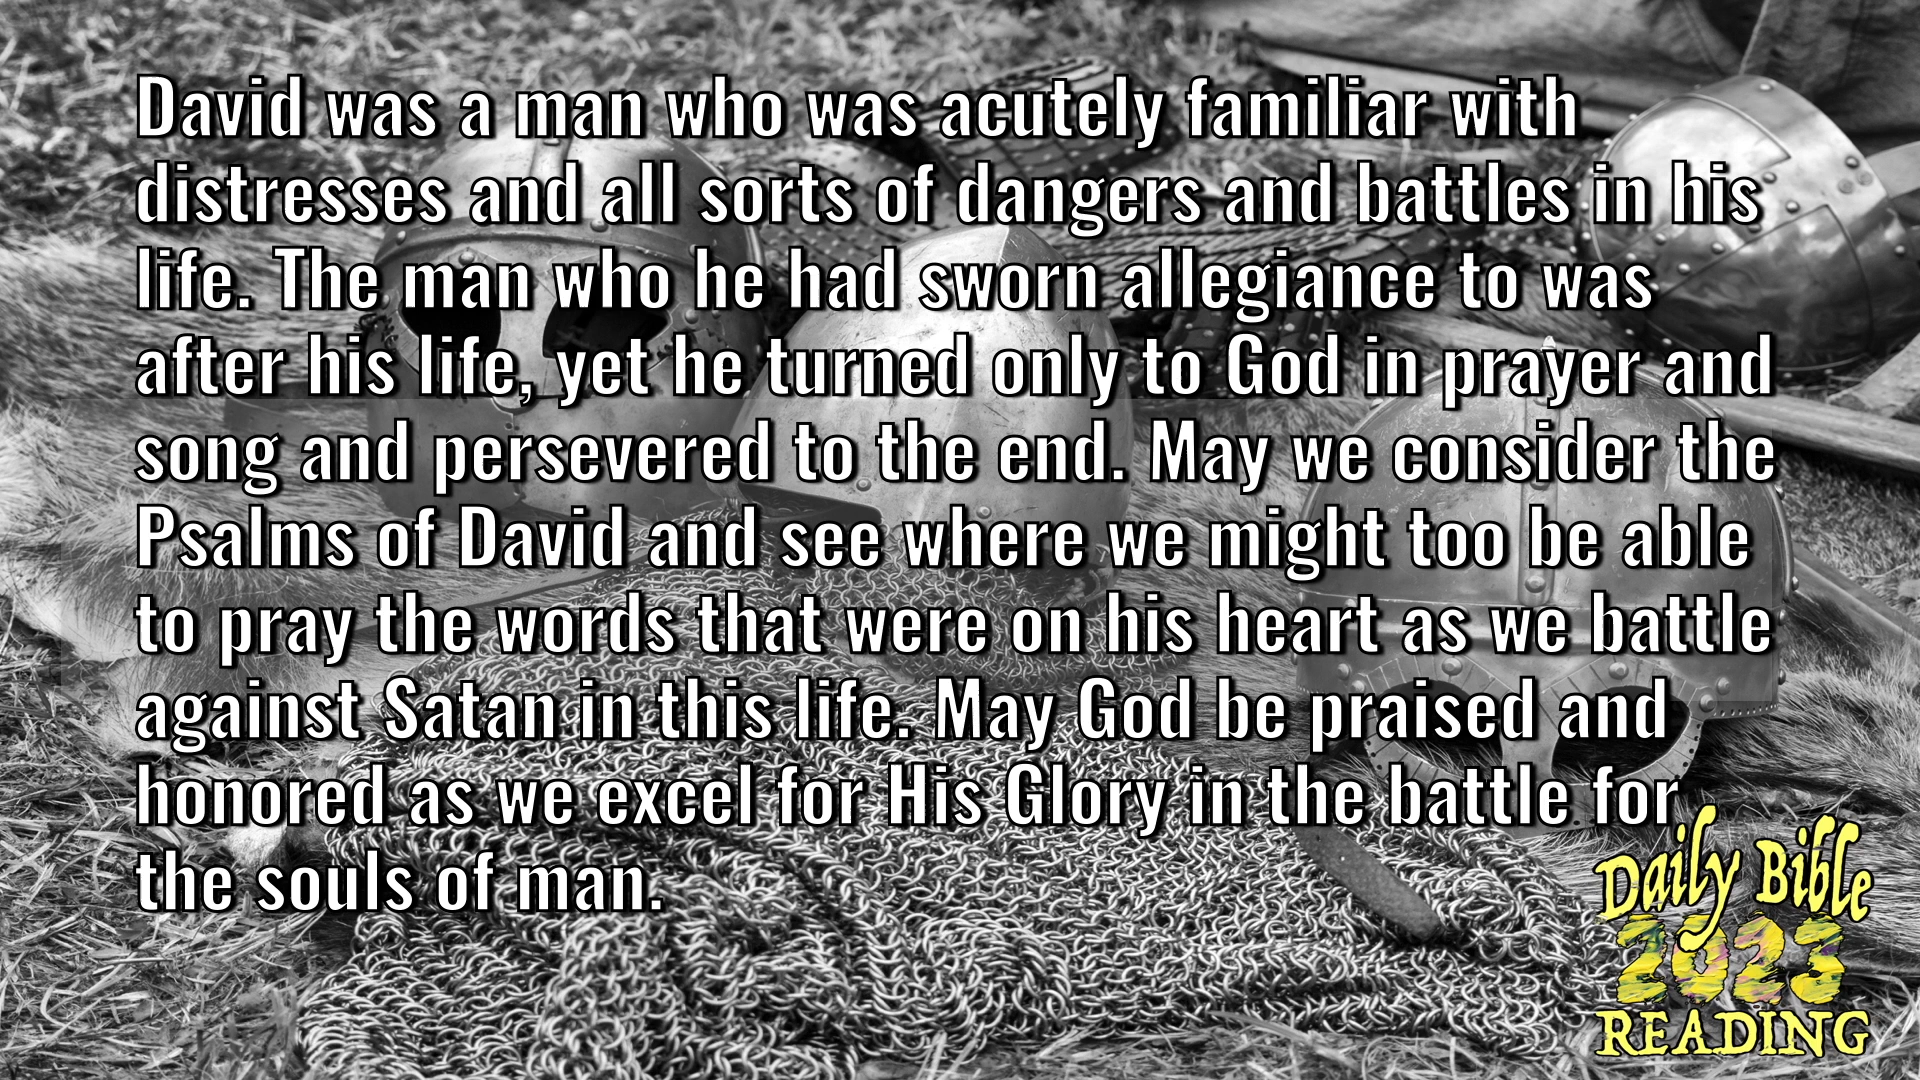 David was a man who was acutely familiar with
distresses and all sorts of dangers and battles in his
life. The man who he had sworn allegiance to was
after his life, yet he turned only to God in prayer and
song and persevered to the end. May we consider the
Psalms of David and see where we might too be able
to pray the words that were on his heart as we battle
against Satan in this life. May God be praised and
honored as we excel for His Glory in the battle for
the souls of man.
Daily Bible
2023
READING